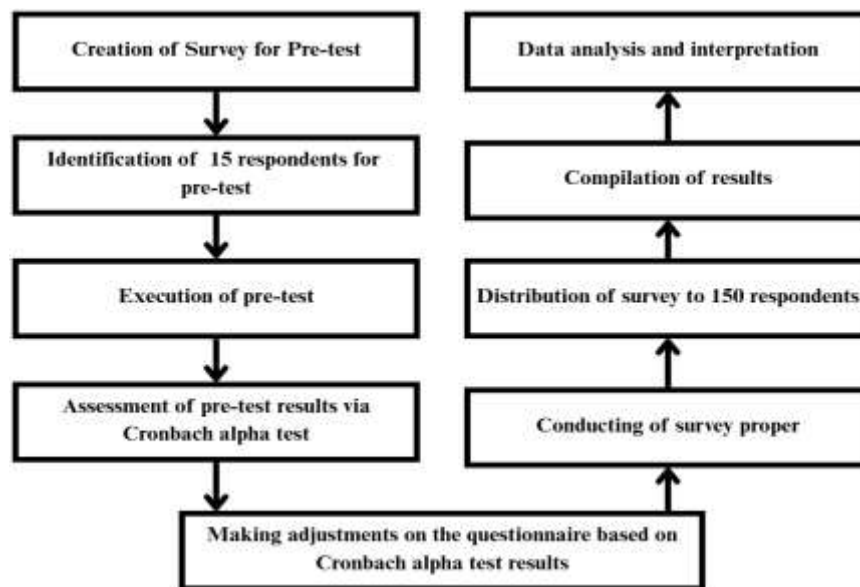 Creation of Survey for Pre-test
Identification of 15 respondents for
pre-test
Execution of pre-test
Assessment of pre-test results via
Cronbach alpha test
Making adjustments on the questionnaire based on
Cronbach alpha test results
Conducting of survey proper
Distribution of survey to 150 respondents
Compilation of results
Data analysis and interpretation